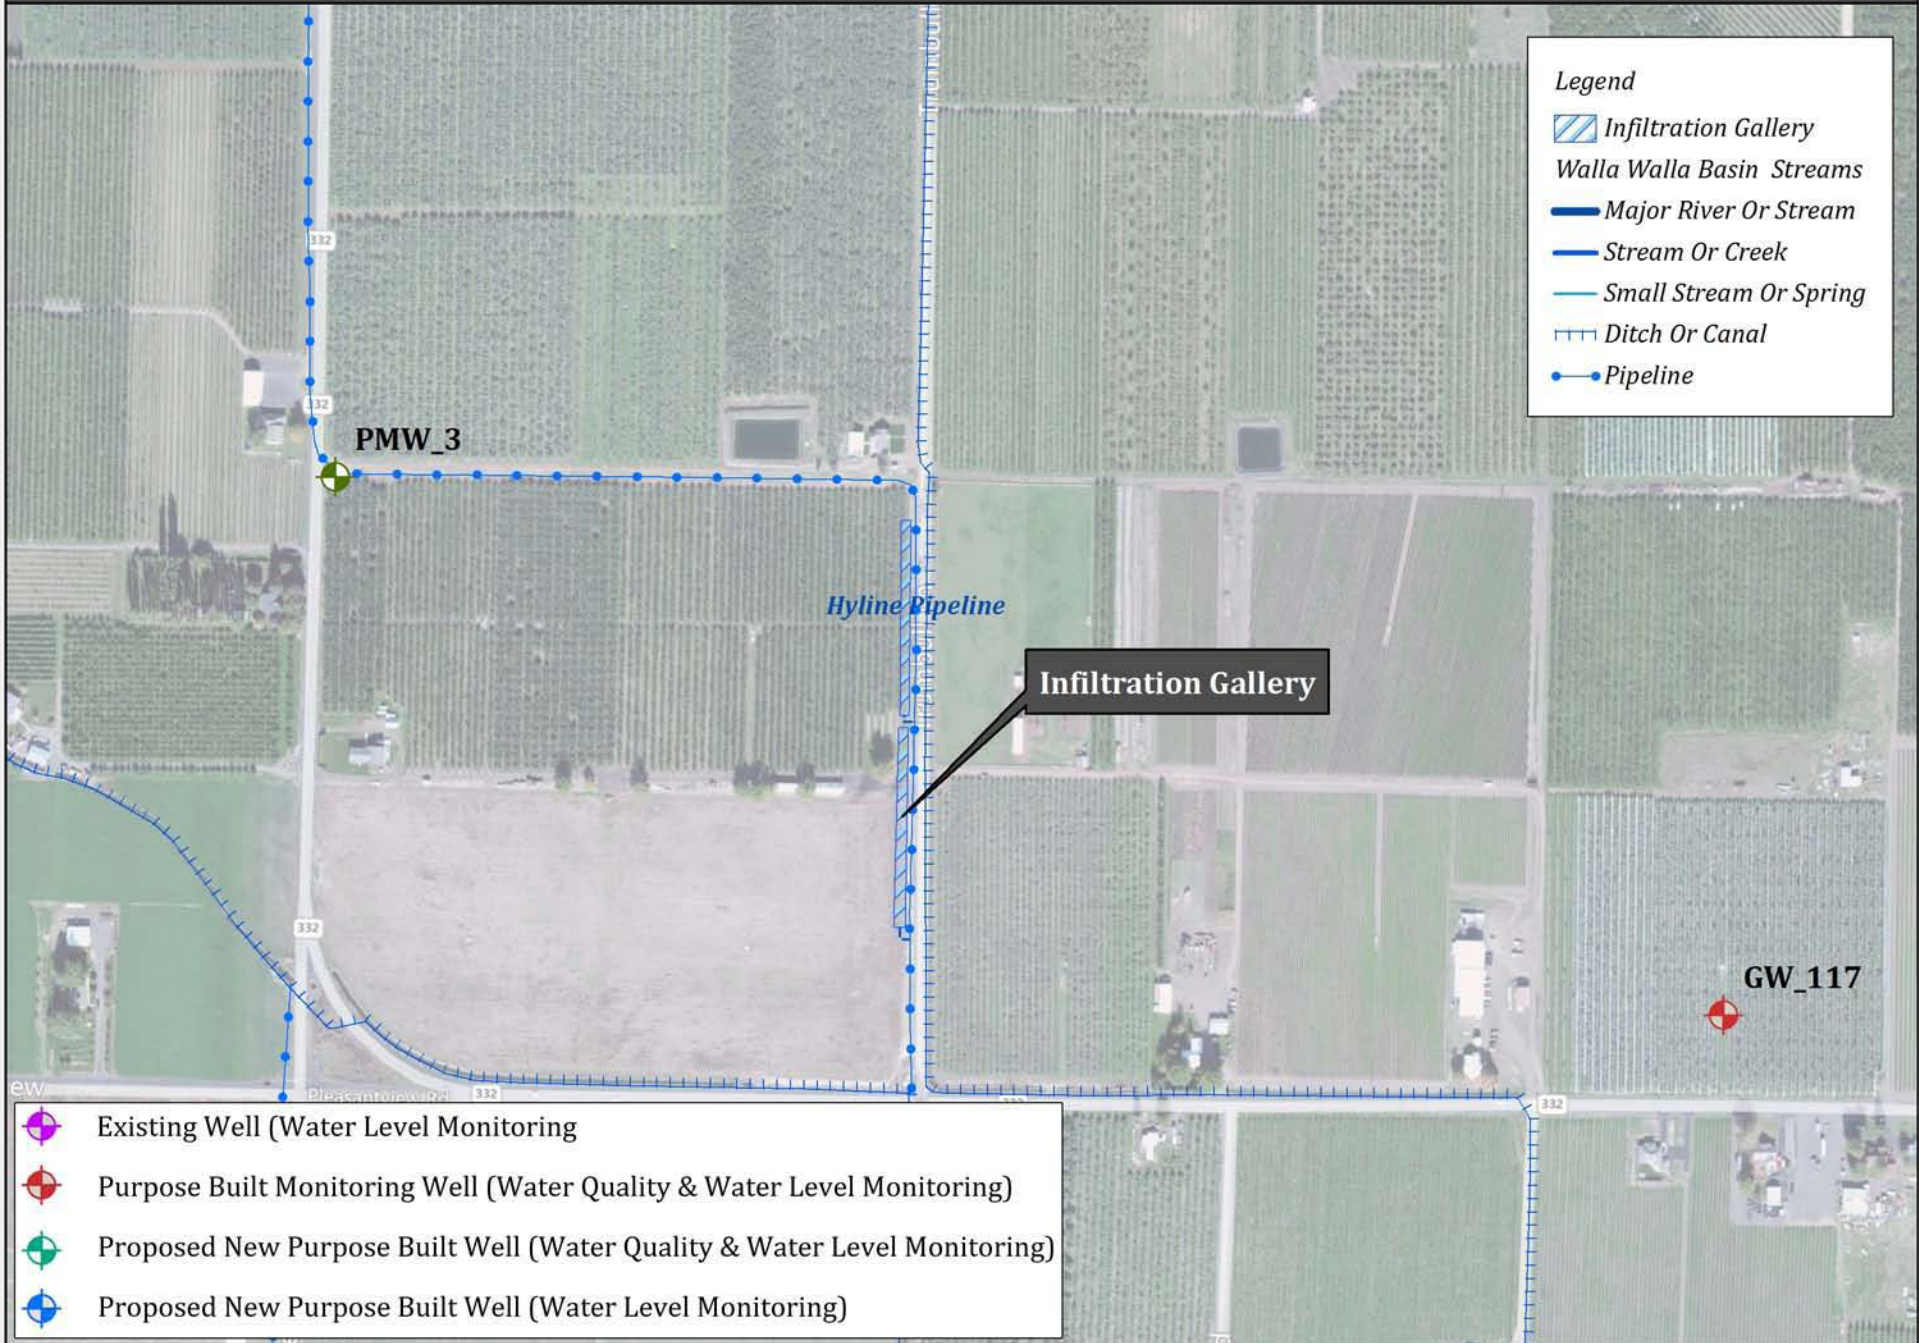 Legend
Infiltration Gallery
Walla Walla Basin Streams
Major River Or Stream
Stream Or Creek
Small Stream Or Spring
Ditch Or Canal
Pipeline
332
332
PMW_3
Hyline Pipeline
Infiltration Gallery
332
GW_117
ew
Pleasantview Rd
332
332
332
Existing Well (Water Level Monitoring
Purpose Built Monitoring Well (Water Quality & Water Level Monitoring)
Proposed New Purpose Built Well (Water Quality & Water Level Monitoring)
Proposed New Purpose Built Well (Water Level Monitoring)